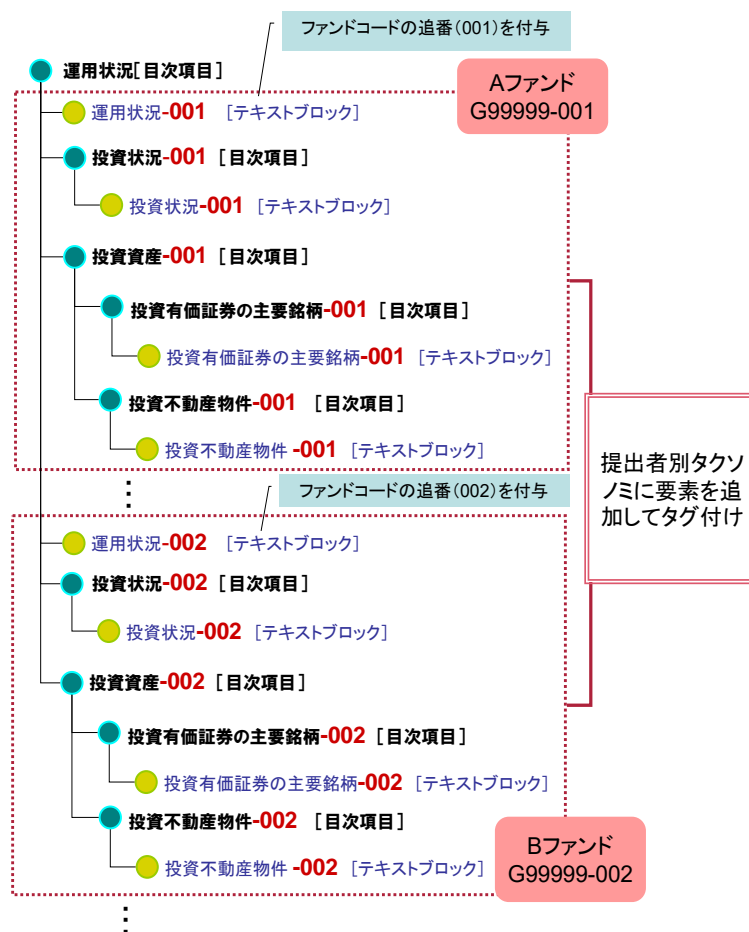 ファンドコードの追番(001)を付与
運用状況[目次項目]
Aファンド
G99999-001
運用状況-001 [テキストブロック]
投資状況-001 [目次項目]
投資状況-001 [テキストブロック]
投資資産-001 [目次項目]
投資有価証券の主要銘柄-001 [目次項目]
投資有価証券の主要銘柄-001 [テキストブロック]
投資不動産物件-001 [目次項目]
投資不動産物件-001 [テキストブロック]
提出者別タクソ
ノミに要素を追
加してタグ付け
ファンドコードの追番(002)を付与
運用状況-002 [テキストブロック]
投資状況-002 [目次項目]
投資状況-002 [テキストブロック]
投資資産-002 [目次項目]
投資有価証券の主要銘柄-002 [目次項目]
投資有価証券の主要銘柄-002 [テキストブロック]
投資不動産物件-002 [目次項目]
投資不動産物件-002 [テキストブロック]
Bファンド
G99999-002